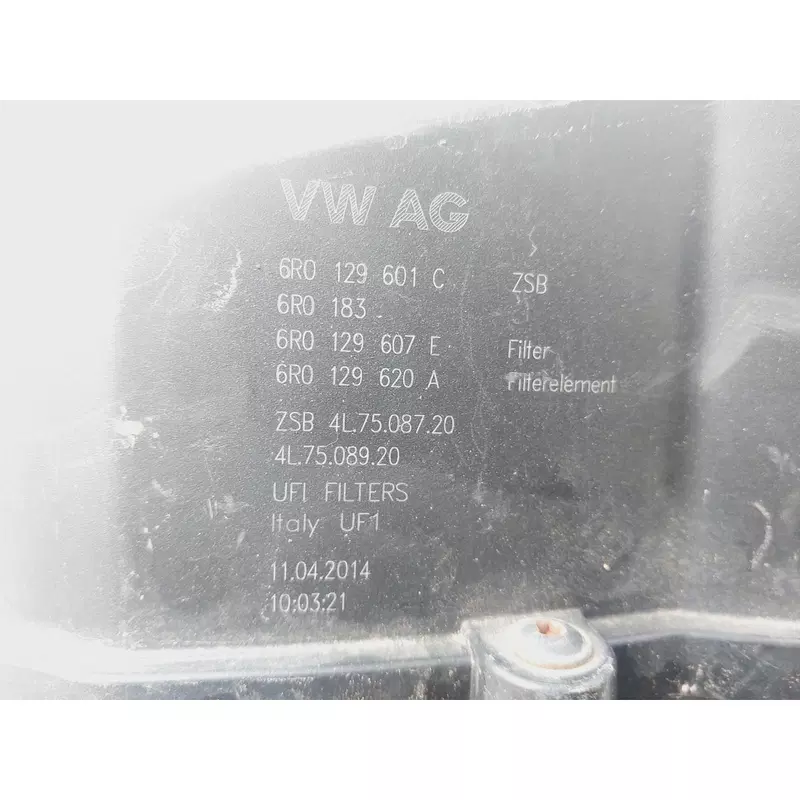 VW AG
6R0 129 601 C ZSB
6R0 183
6R0 129 607 E Filter
6R0 129 620 A Filterelement
ZSB 4L.75.087.20
4L.75.089.20
UFI FILTERS
Italy UF1
11.04.2014
10:03:21